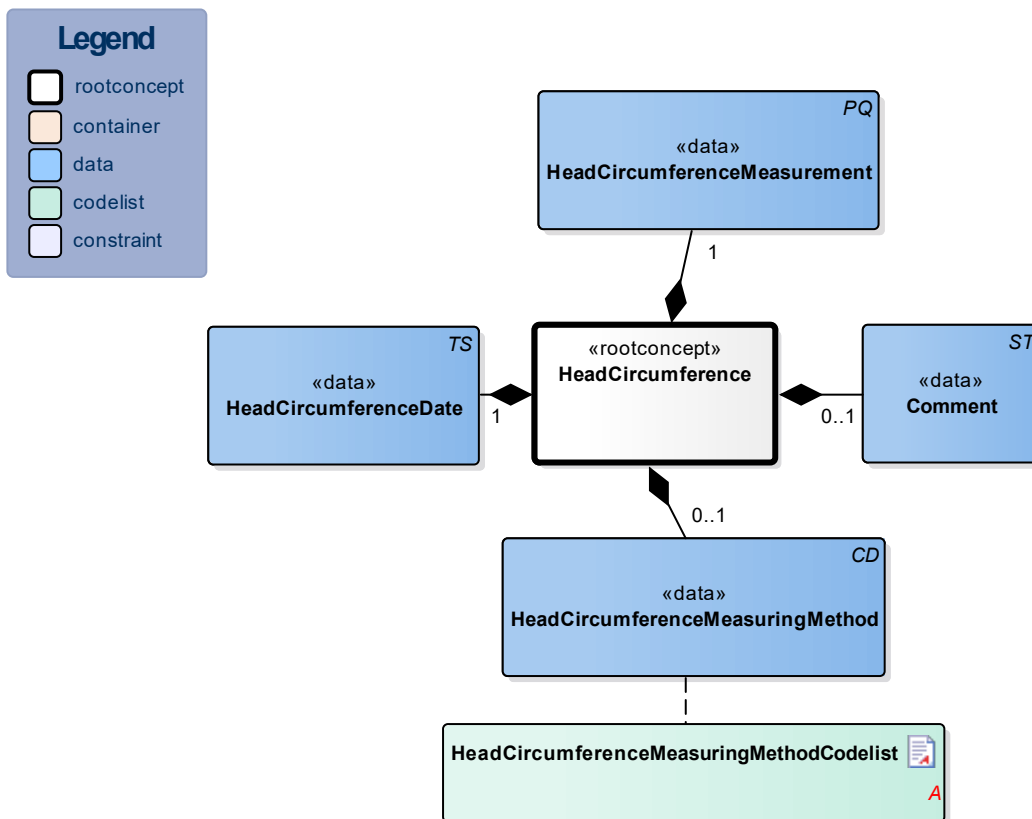 Legend
rootconcept
container
data
codelist
constraint
PQ
«data»
HeadCircumferenceMeasurement
1
TS
«data»
HeadCircumferenceDate
1
«rootconcept»
HeadCircumference
ST
«data»
Comment
0..1
0..1
CD
«data»
HeadCircumferenceMeasuringMethod
HeadCircumferenceMeasuringMethodCodelist
A